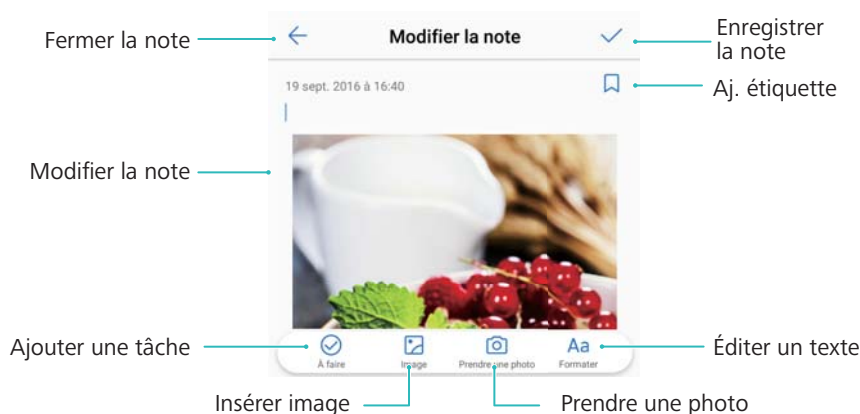 Fermer la note
Modifier la note
Enregistrer
la note
19 sept. 2016 à 16:40
Aj. étiquette
Modifier la note
Ajouter une tâche
À faire
Image
Prendre une photo
Aa
Formater
Éditer un texte
Insérer image
Prendre une photo